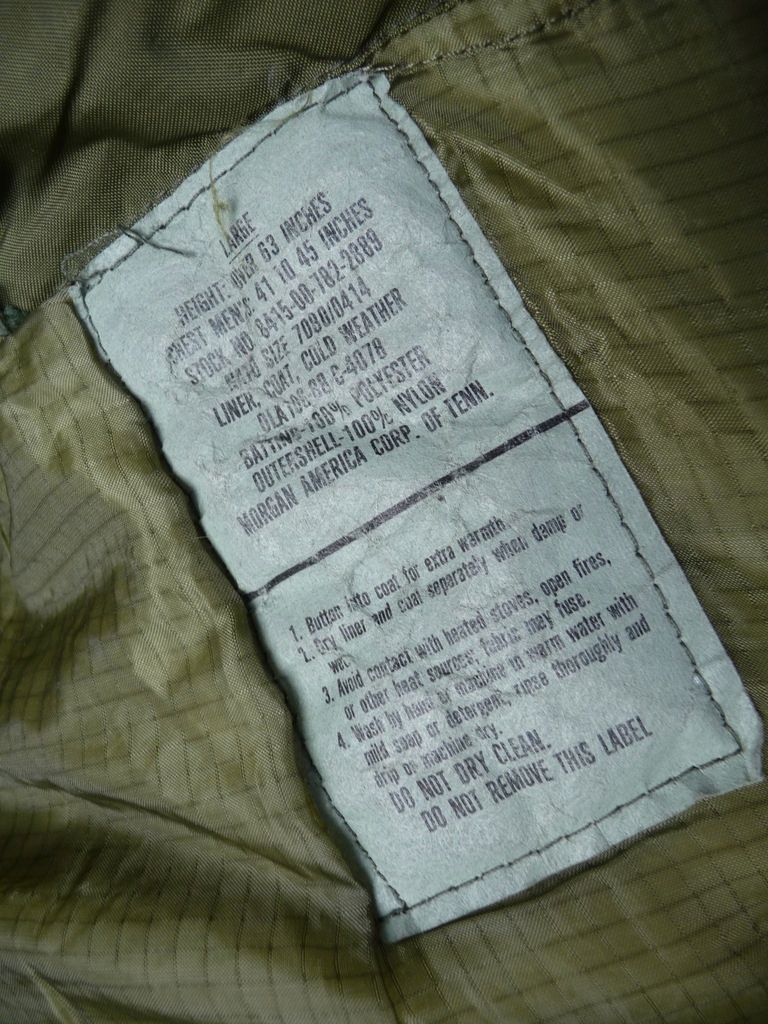 LARGE
HEIGHT: OVER 63 INCHES
CHEST MEN'S 41 TO 45 INCHES
STOCK NO 8415-00-782-2889
NATO SIZE 7090/0414
LINER, COAT, COLD WEATHER
DLA100-88-C-4078
BATTING-100% POLYESTER
OUTERSHELL-100% NYLON
MORGAN AMERICA CORP. OF TENN.
1. Button into coat for extra warmth.
2. Dry liner and coat separately when damp or
wet.
3. Avoid contact with heated stoves, open fires,
or other heat sources, fabric may fuse.
4. Wash by hand or machine in warm water with
mild soap or detergent, rinse thoroughly and
drip or machine dry.
DO NOT DRY CLEAN.
DO NOT REMOVE THIS LABEL